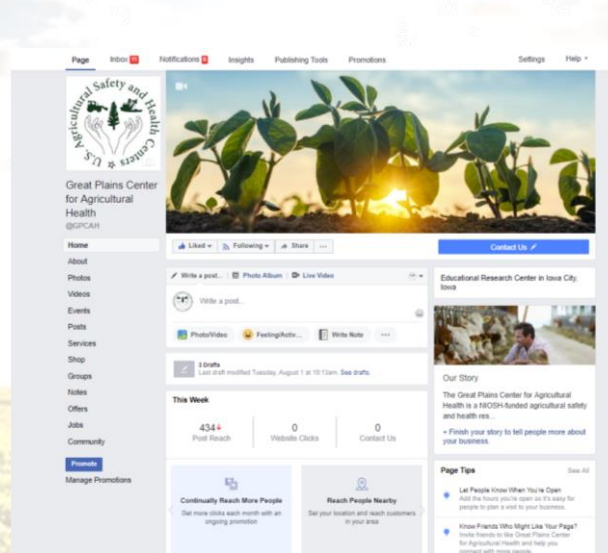 Page Inbox Notifications Insights Publishing Tools Promotions Settings Help
Agricultural Safety and Health
U.S. Centers
Great Plains Center
for Agricultural
Health
@GPCAH
Home
About
Photos
Videos
Events
Posts
Services
Shop
Groups
Notes
Offers
Jobs
Community
Promote
Manage Promotions
Liked Following Share ...
Contact Us
Write a post... Photo Album Live Video
Write a post...
Photo/Video Feeling/Activ... Write Note ...
3 Drafts
Last draft modified Tuesday, August 1 at 10:13am. See drafts.
This Week
434 0 0
Post Reach Website Clicks Contact Us
Continually Reach More People
Get more clicks each month with an
ongoing promotion
Reach People Nearby
Set your location and reach customers
in your area
Educational Research Center in Iowa City,
Iowa
Our Story
The Great Plains Center for Agricultural
Health is a NIOSH-funded agricultural safety
and health res...
+ Finish your story to tell people more about
your business.
Page Tips See All
Let People Know When You're Open
Add the hours you're open so it's easy for
people to plan a visit to your business.
Know Friends Who Might Like Your Page?
Invite friends to like Great Plains Center
for Agricultural Health and help you
connect with more people.